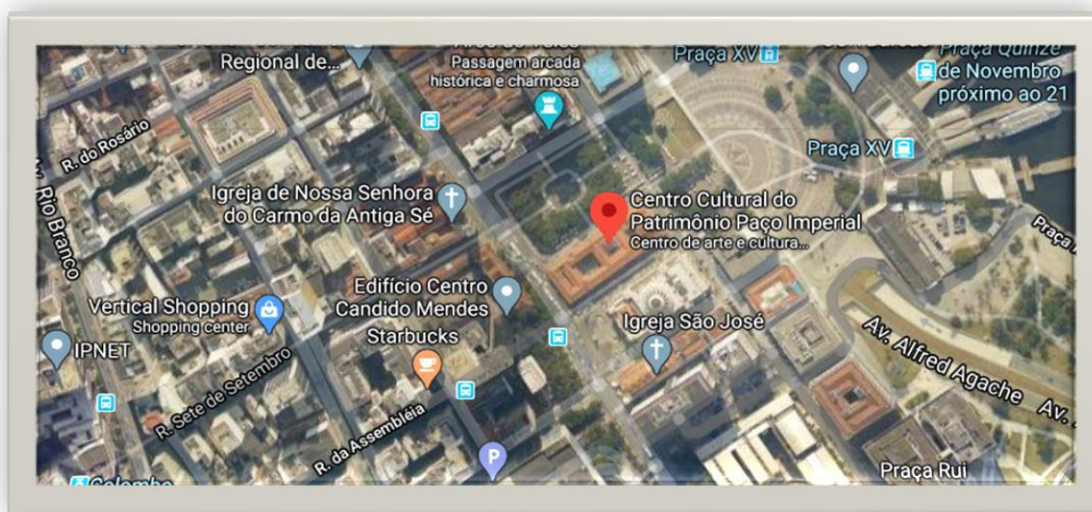 Regional de...
Passagem arcada
histórica e charmosa
Praça XV
Praça Quinze
de Novembro
próximo ao 21
R. do Rosário
Praça XV
Rio Branco
Igreja de Nossa Senhora
do Carmo da Antiga Sé
Centro Cultural do
Patrimônio Paço Imperial
Centro de arte e cultura...
Praça
Edifício Centro
Candido Mendes
Vertical Shopping
Shopping center
Starbucks
Igreja São José
IPNET
Av. Alfred Agache
Av.
R. Sete de Setembro
R. da Assembléia
P
Praça Rui